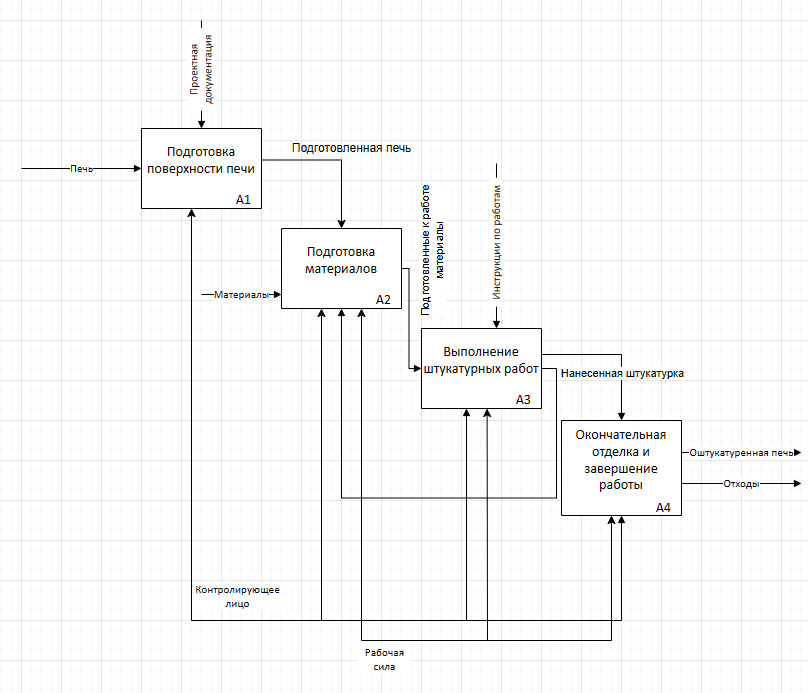 Проектная
документация
Подготовка
поверхности печи
A1
Печь
Подготовленная печь
Подготовка
материалов
A2
Материалы
Подготовленные к работе
материалы
Инструкции по работам
Выполнение
штукатурных работ
A3
Нанесенная штукатурка
Окончательная
отделка и
завершение
работы
A4
Оштукатуренная печь
Отходы
Контролирующее
лицо
Рабочая
сила